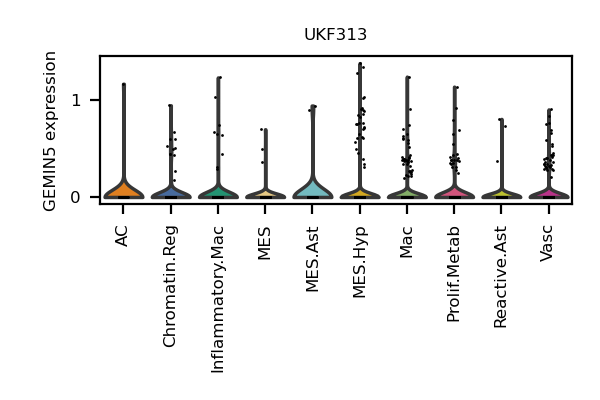 UKF313
GEMIN5 expression
1
0
AC
Chromatin.Reg
Inflammatory.Mac
MES
MES.Ast
MES.Hyp
Mac
Prolif.Metab
Reactive.Ast
Vasc